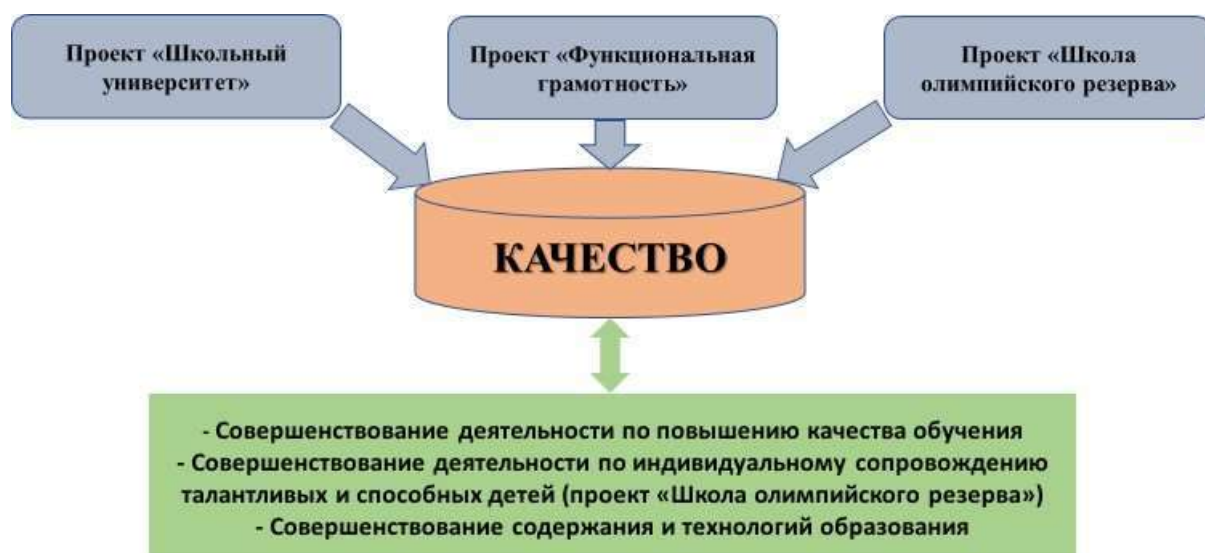 Проект «Школьный
университет»
Проект «Функциональная
грамотность»
Проект «Школа
олимпийского резерва»
КАЧЕСТВО
- Совершенствование деятельности по повышению качества обучения
- Совершенствование деятельности по индивидуальному сопровождению
талантливых и способных детей (проект «Школа олимпийского резерва»)
- Совершенствование содержания и технологий образования